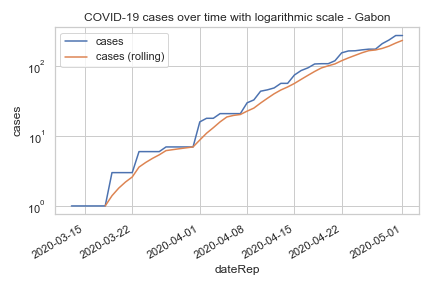 COVID-19 cases over time with logarithmic scale - Gabon
cases
cases (rolling)
10²
10¹
10⁰
cases
2020-03-15
2020-03-22
2020-04-01
2020-04-08
2020-04-15
2020-04-22
2020-05-01
dateRep